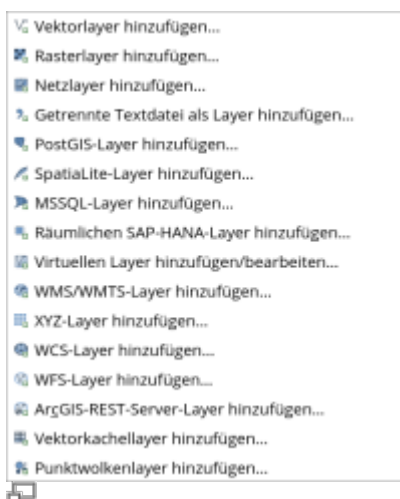 Vektorlayer hinzufügen...
Rasterlayer hinzufügen...
Netzlayer hinzufügen...
Getrennte Textdatei als Layer hinzufügen...
PostGIS-Layer hinzufügen...
SpatiaLite-Layer hinzufügen...
MSSQL-Layer hinzufügen...
Räumlichen SAP-HANA-Layer hinzufügen...
Virtuellen Layer hinzufügen/bearbeiten...
WMS/WMTS-Layer hinzufügen...
XYZ-Layer hinzufügen...
WCS-Layer hinzufügen...
WFS-Layer hinzufügen...
ArcGIS-REST-Server-Layer hinzufügen...
Vektorkachellayer hinzufügen...
Punktwolkenlayer hinzufügen...